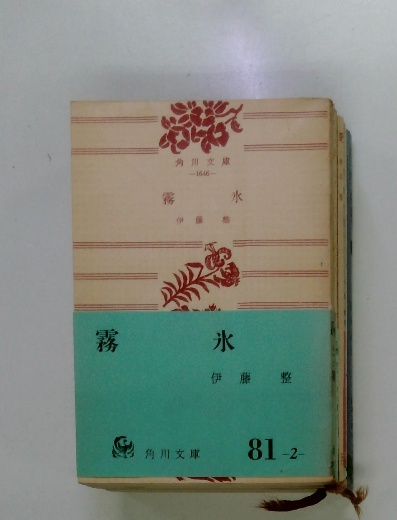 角川文庫
—1646—
霧氷
伊藤整
霧氷
伊藤整
角川文庫 81 -2-